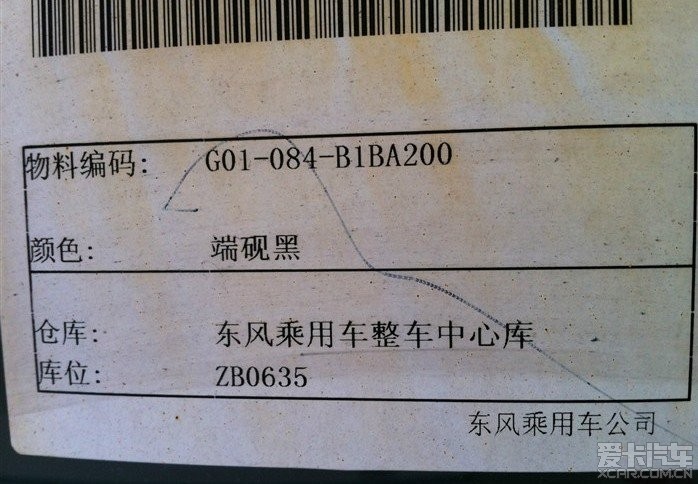 物料编码: G01-084-B1BA200
颜色: 端砚黑
仓库: 东风乘用车整车中心库
库位: ZB0635
东风乘用车公司
爱卡汽车
XCAR.COM.CN